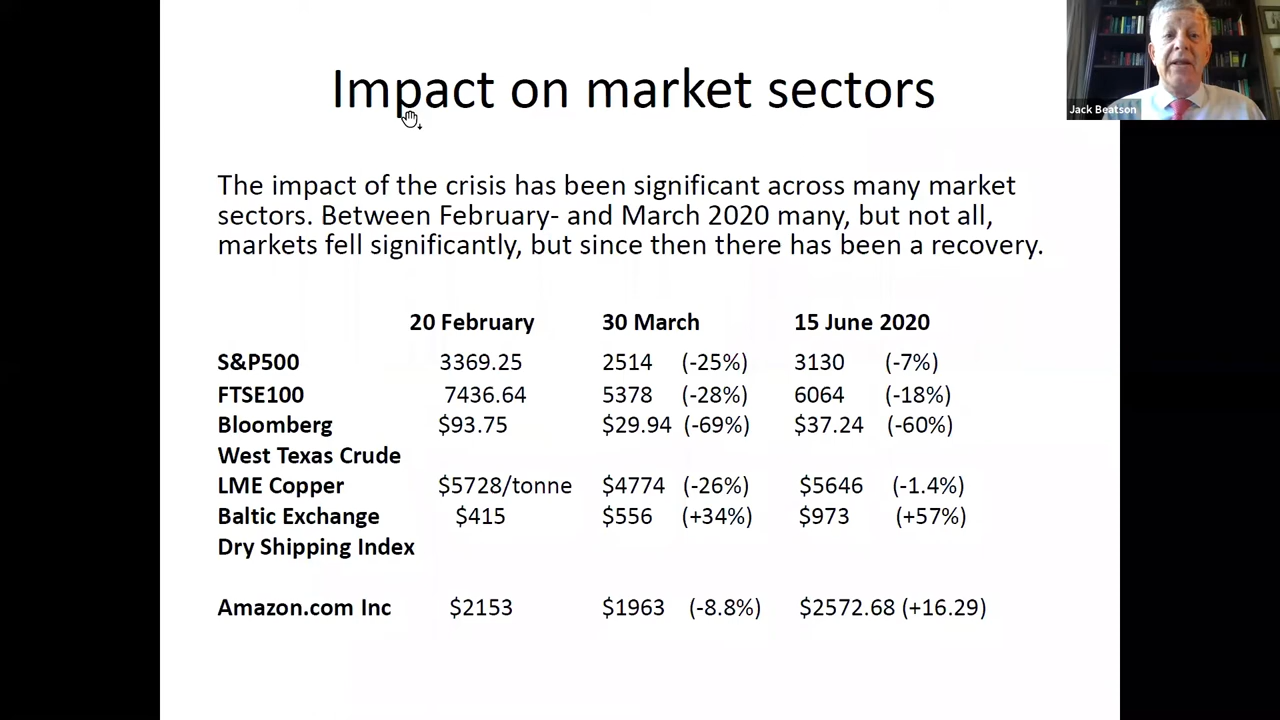 Impact on market sectors
Jack Beatson
The impact of the crisis has been significant across many market
sectors. Between February- and March 2020 many, but not all,
markets fell significantly, but since then there has been a recovery.
20 February 30 March 15 June 2020
S&P500 3369.25 2514 (-25%) 3130 (-7%)
FTSE100 7436.64 5378 (-28%) 6064 (-18%)
Bloomberg $93.75 $29.94 (-69%) $37.24 (-60%)
West Texas Crude
LME Copper $5728/tonne $4774 (-26%) $5646 (-1.4%)
Baltic Exchange $415 $556 (+34%) $973 (+57%)
Dry Shipping Index
Amazon.com Inc $2153 $1963 (-8.8%) $2572.68 (+16.29)